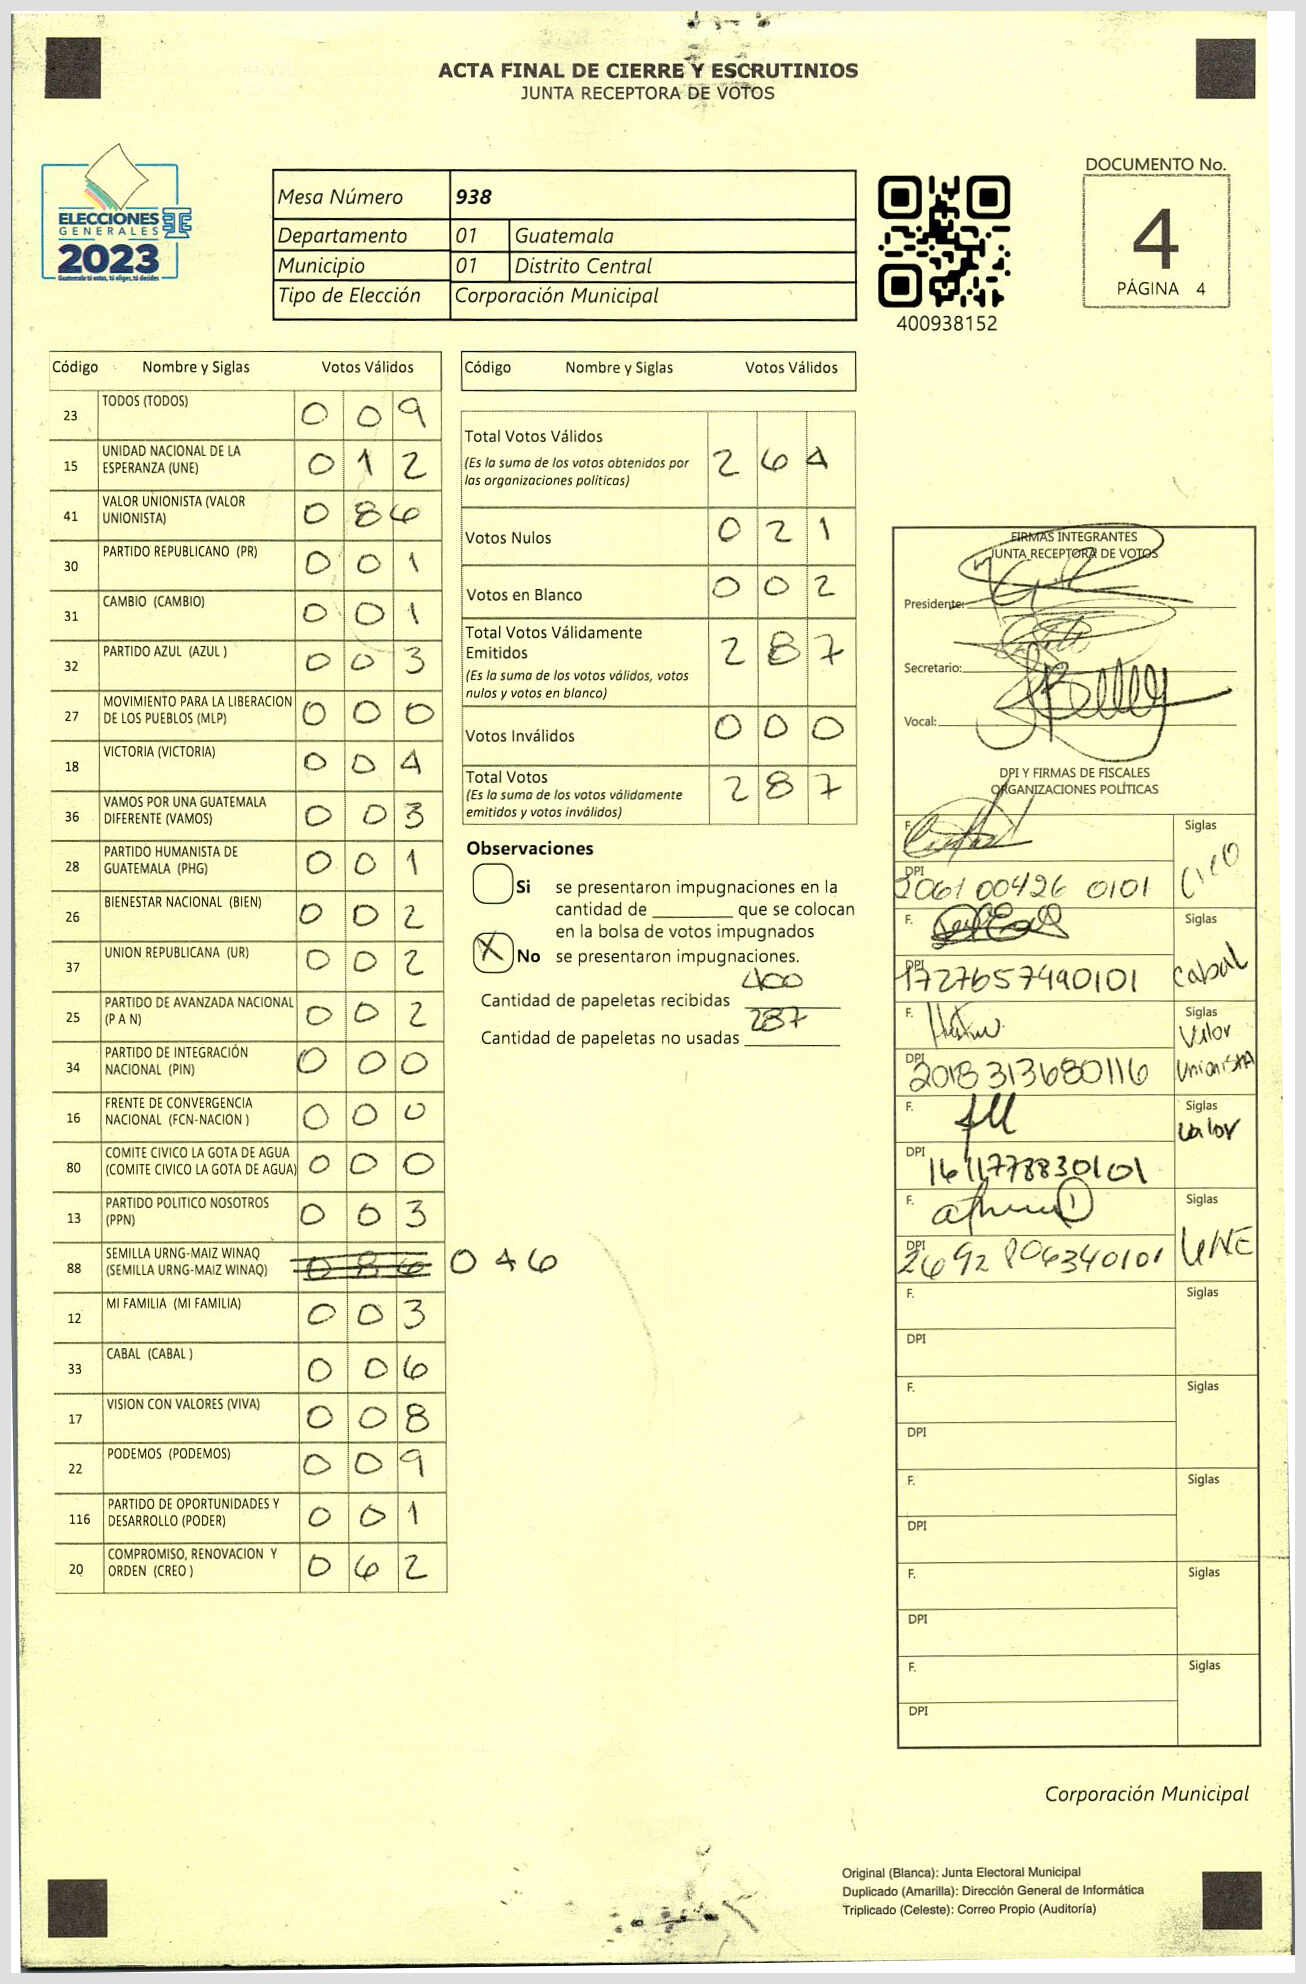 ACTA FINAL DE CIERRE Y ESCRUTINIOS
JUNTA RECEPTORA DE VOTOS
ELECCIONES
GENERALES
2023
Guatemala tú votas, tú eliges, tú decides
Mesa Número 938
Departamento 01 Guatemala
Municipio 01 Distrito Central
Tipo de Elección Corporación Municipal
400938152
DOCUMENTO No.
4
PÁGINA 4
Código Nombre y Siglas Votos Válidos
23 TODOS (TODOS) 0 0 9
15 UNIDAD NACIONAL DE LA
ESPERANZA (UNE) 0 1 2
41 VALOR UNIONISTA (VALOR
UNIONISTA) 0 8 6
30 PARTIDO REPUBLICANO (PR) 0 0 1
31 CAMBIO (CAMBIO) 0 0 1
32 PARTIDO AZUL (AZUL ) 0 0 3
27 MOVIMIENTO PARA LA LIBERACION
DE LOS PUEBLOS (MLP) 0 0 0
18 VICTORIA (VICTORIA) 0 0 4
36 VAMOS POR UNA GUATEMALA
DIFERENTE (VAMOS) 0 0 3
28 PARTIDO HUMANISTA DE
GUATEMALA (PHG) 0 0 1
26 BIENESTAR NACIONAL (BIEN) 0 0 2
37 UNION REPUBLICANA (UR) 0 0 2
25 PARTIDO DE AVANZADA NACIONAL
(P A N) 0 0 2
34 PARTIDO DE INTEGRACIÓN
NACIONAL (PIN) 0 0 0
16 FRENTE DE CONVERGENCIA
NACIONAL (FCN-NACION ) 0 0 0
80 COMITE CIVICO LA GOTA DE AGUA
(COMITE CIVICO LA GOTA DE AGUA) 0 0 0
13 PARTIDO POLITICO NOSOTROS
(PPN) 0 0 3
88 SEMILLA URNG-MAIZ WINAQ
(SEMILLA URNG-MAIZ WINAQ) 0 8 6 0 4 6
12 MI FAMILIA (MI FAMILIA) 0 0 3
33 CABAL (CABAL ) 0 0 6
17 VISION CON VALORES (VIVA) 0 0 8
22 PODEMOS (PODEMOS) 0 0 9
116 PARTIDO DE OPORTUNIDADES Y
DESARROLLO (PODER) 0 0 1
20 COMPROMISO, RENOVACION Y
ORDEN (CREO ) 0 6 2
Código Nombre y Siglas Votos Válidos
Total Votos Válidos 2 6 4
(Es la suma de los votos obtenidos por
las organizaciones politicas)
Votos Nulos 0 2 1
Votos en Blanco 0 0 2
Total Votos Válidamente
Emitidos 2 8 7
(Es la suma de los votos válidos, votos
nulos y votos en blanco)
Votos Inválidos 0 0 0
Total Votos 2 8 7
(Es la suma de los votos válidamente
emitidos y votos inválidos)
Observaciones
Si se presentaron impugnaciones en la
cantidad de ________ que se colocan
en la bolsa de votos impugnados
X No se presentaron impugnaciones.
Cantidad de papeletas recibidas 400
Cantidad de papeletas no usadas 287
FIRMAS INTEGRANTES
JUNTA RECEPTORA DE VOTOS
Presidente:
Secretario:
Vocal:
DPI Y FIRMAS DE FISCALES
ORGANIZACIONES POLÍTICAS
F. Siglas
DPI 2061 00426 0101 Creo
F. Siglas
DPI 1727657490101 Cabal
F. Siglas
Valor
DPI 2018313680116 Unionista
F. Siglas
Valor
DPI 1611778830101
F. Siglas
DPI 2692 806340101 UNE
F. Siglas
DPI
F. Siglas
DPI
F. Siglas
DPI
F. Siglas
DPI
F. Siglas
DPI
Corporación Municipal
Original (Blanca): Junta Electoral Municipal
Duplicado (Amarilla): Dirección General de Informática
Triplicado (Celeste): Correo Propio (Auditoría)